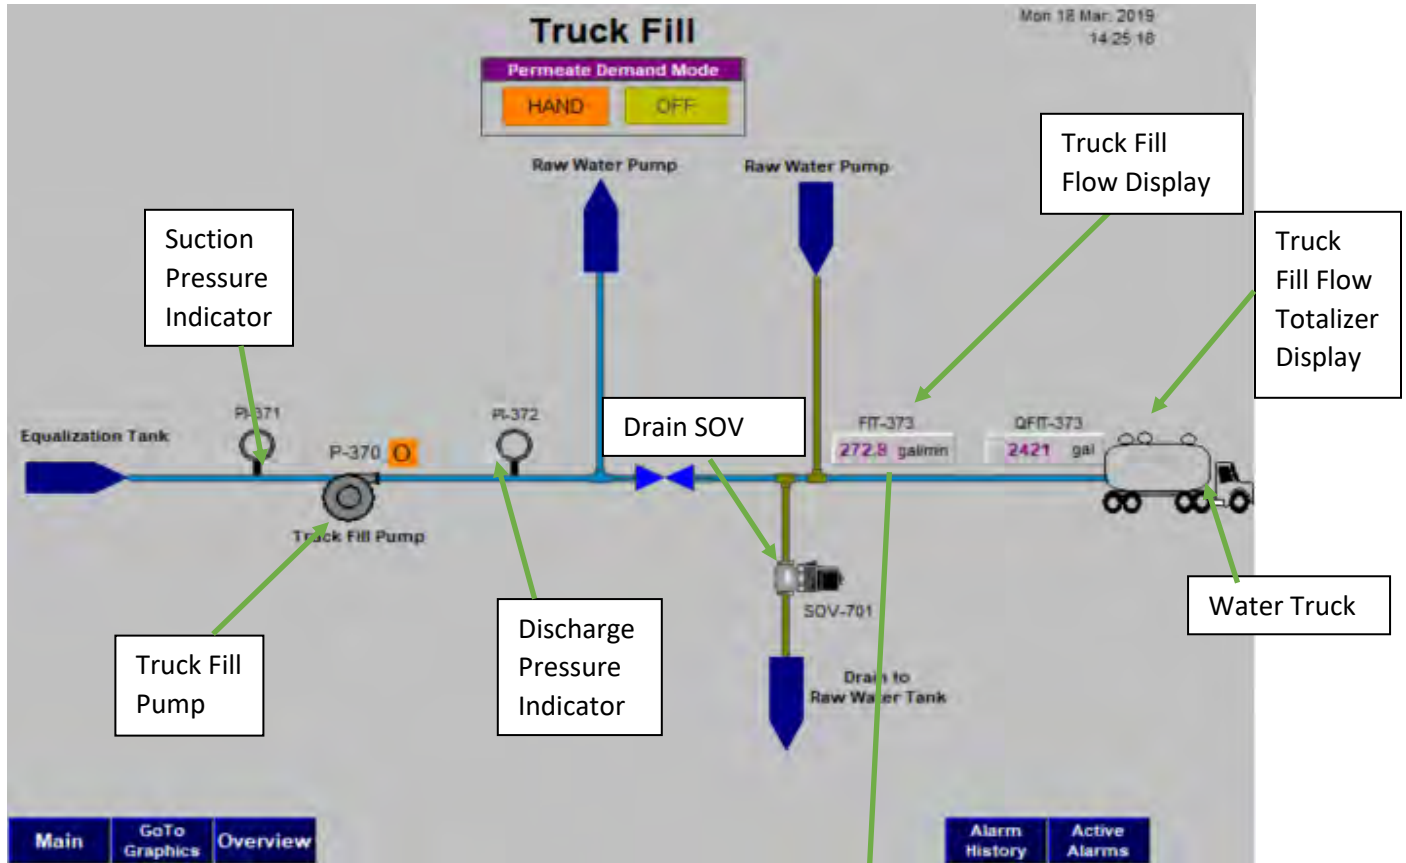 Truck Fill
Mon 18 Mar. 2019
14:25:18
Permeate Demand Mode
HAND
OFF
Raw Water Pump
Raw Water Pump
Truck Fill
Flow Display
Suction
Pressure
Indicator
Truck
Fill Flow
Totalizer
Display
PI-371
PI-372
Drain SOV
FIT-373
QFIT-373
Equalization Tank
P-370
O
272.8 gal/min
2421 gal
Truck Fill Pump
SOV-701
Water Truck
Truck Fill
Pump
Discharge
Pressure
Indicator
Drain to
Raw Water Tank
Main
GoTo
Graphics
Overview
Alarm
History
Active
Alarms